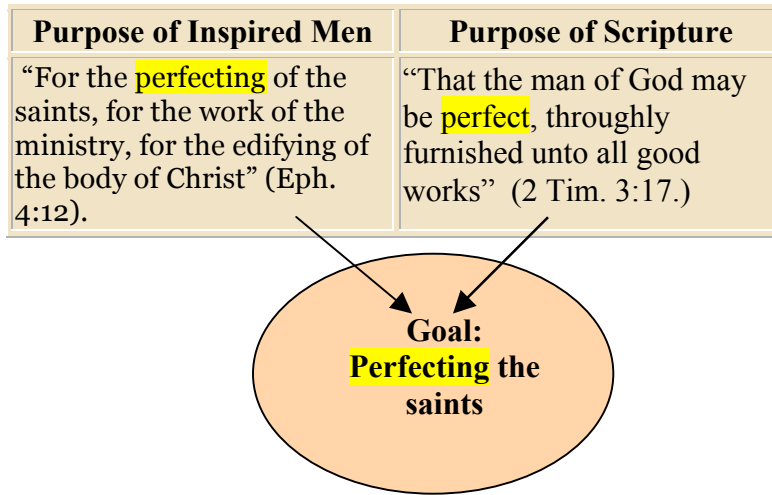 Purpose of Inspired Men
“For the perfecting of the
saints, for the work of the
ministry, for the edifying of
the body of Christ” (Eph.
4:12).
Purpose of Scripture
“That the man of God may
be perfect, throughly
furnished unto all good
works” (2 Tim. 3:17.)
Goal:
Perfecting the
saints